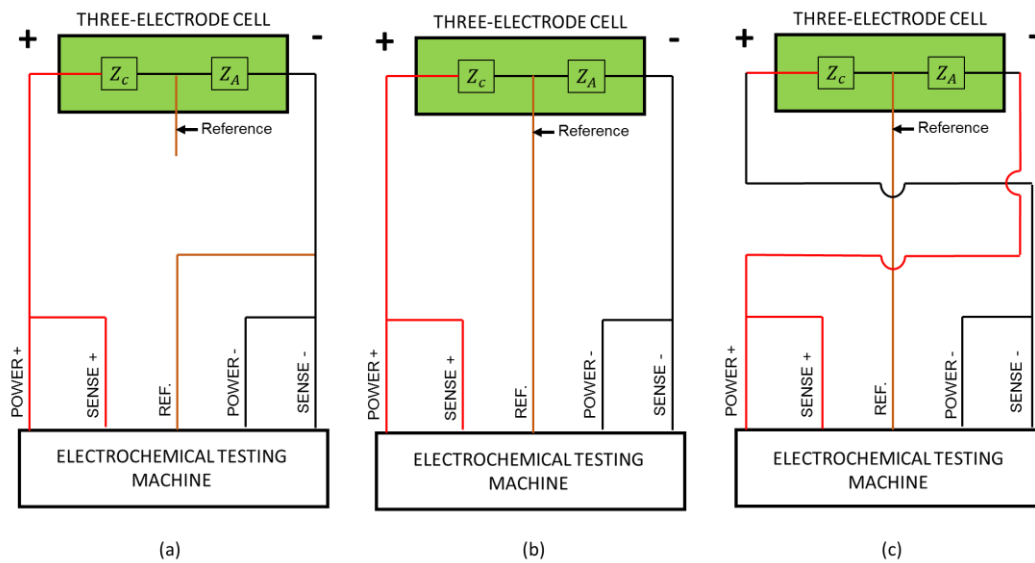 THREE-ELECTRODE CELL
+
-
Z_c
Z_A
Reference
POWER +
SENSE +
REF.
POWER -
SENSE -
ELECTROCHEMICAL TESTING
MACHINE
(a)
THREE-ELECTRODE CELL
+
-
Z_c
Z_A
Reference
POWER +
SENSE +
REF.
POWER -
SENSE -
ELECTROCHEMICAL TESTING
MACHINE
(b)
THREE-ELECTRODE CELL
+
-
Z_c
Z_A
Reference
POWER +
SENSE +
REF.
POWER -
SENSE -
ELECTROCHEMICAL TESTING
MACHINE
(c)